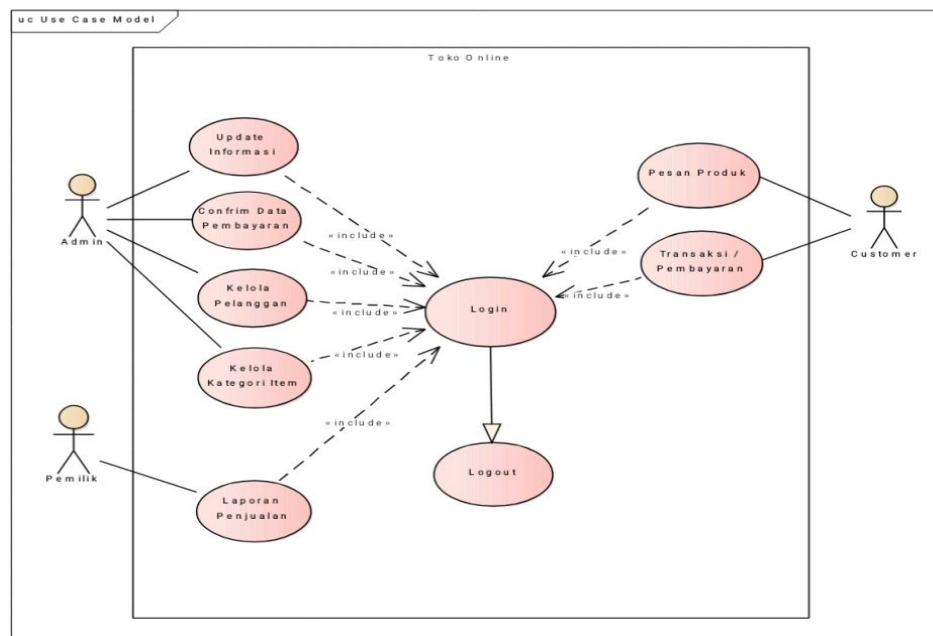 uc Use Case Model
Toko Online
Update
Informasi
Confrim Data
Pembayaran
Kelola
Pelanggan
Kelola
Kategori Item
Laporan
Penjualan
Admin
Pemilik
«include»
«include»
«include»
«include»
«include»
Login
Logout
«include»
«include»
Pesan Produk
Transaksi /
Pembayaran
Customer